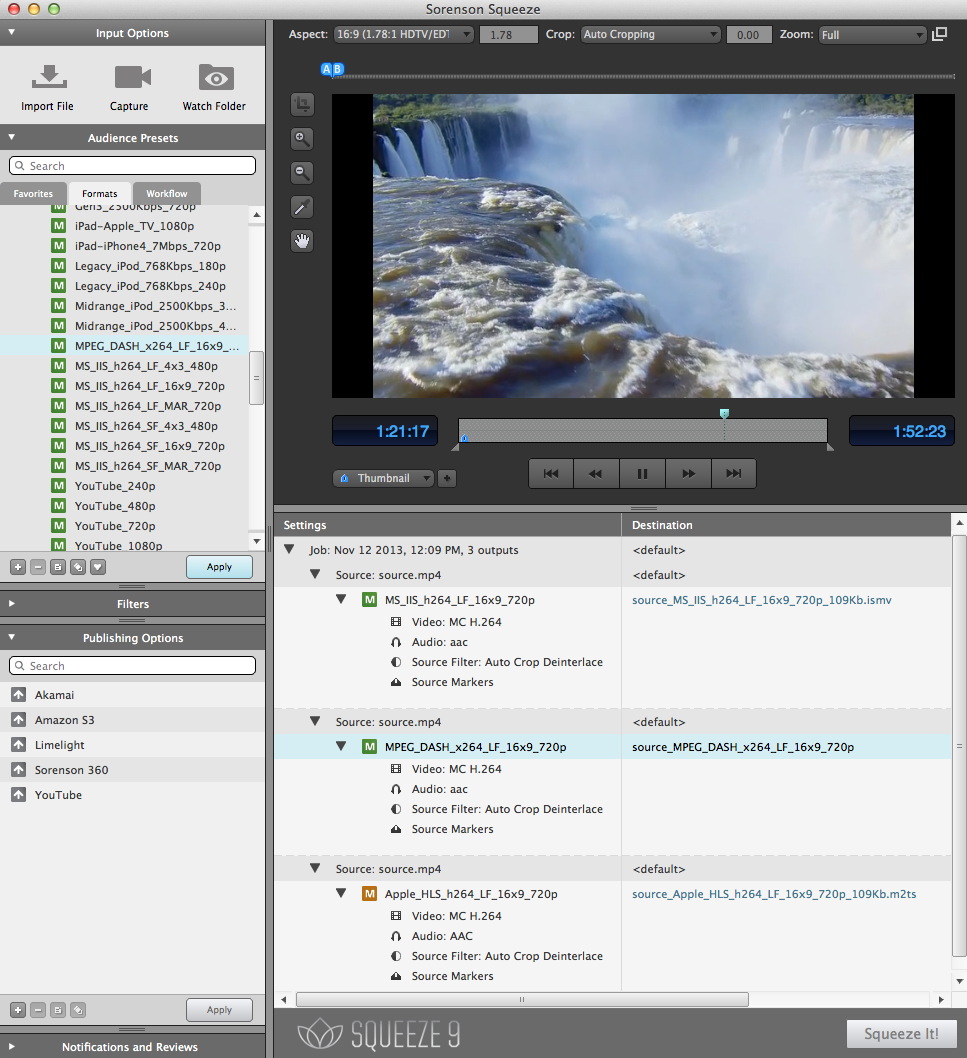 Sorenson Squeeze
Input Options
Import File
Capture
Watch Folder
Audience Presets
Search
Favorites
Formats
Workflow
Gen3_2500Kbps_720p
M iPad-Apple_TV_1080p
M iPad-iPhone4_7Mbps_720p
M Legacy_iPod_768Kbps_180p
M Legacy_iPod_768Kbps_240p
M Midrange_iPod_2500Kbps_3...
M Midrange_iPod_2500Kbps_4...
M MPEG_DASH_x264_LF_16x9_...
M MS_IIS_h264_LF_4x3_480p
M MS_IIS_h264_LF_16x9_720p
M MS_IIS_h264_LF_MAR_720p
M MS_IIS_h264_SF_4x3_480p
M MS_IIS_h264_SF_16x9_720p
M MS_IIS_h264_SF_MAR_720p
M YouTube_240p
M YouTube_480p
M YouTube_720p
M YouTube_1080p
Apply
Filters
Publishing Options
Search
Akamai
Amazon S3
Limelight
Sorenson 360
YouTube
Apply
Notifications and Reviews
Aspect: 16:9 (1.78:1 HDTV/EDT 1.78 Crop: Auto Cropping 0.00 Zoom: Full
A B
1:21:17
1:52:23
Thumbnail
Settings Destination
Job: Nov 12 2013, 12:09 PM, 3 outputs <default>
Source: source.mp4 <default>
M MS_IIS_h264_LF_16x9_720p source_MS_IIS_h264_LF_16x9_720p_109Kb.ismv
Video: MC H.264
Audio: aac
Source Filter: Auto Crop Deinterlace
Source Markers
Source: source.mp4 <default>
M MPEG_DASH_x264_LF_16x9_720p source_MPEG_DASH_x264_LF_16x9_720p
Video: MC H.264
Audio: aac
Source Filter: Auto Crop Deinterlace
Source Markers
Source: source.mp4 <default>
M Apple_HLS_h264_LF_16x9_720p source_Apple_HLS_h264_LF_16x9_720p_109Kb.m2ts
Video: MC H.264
Audio: AAC
Source Filter: Auto Crop Deinterlace
Source Markers
SQUEEZE 9
Squeeze It!